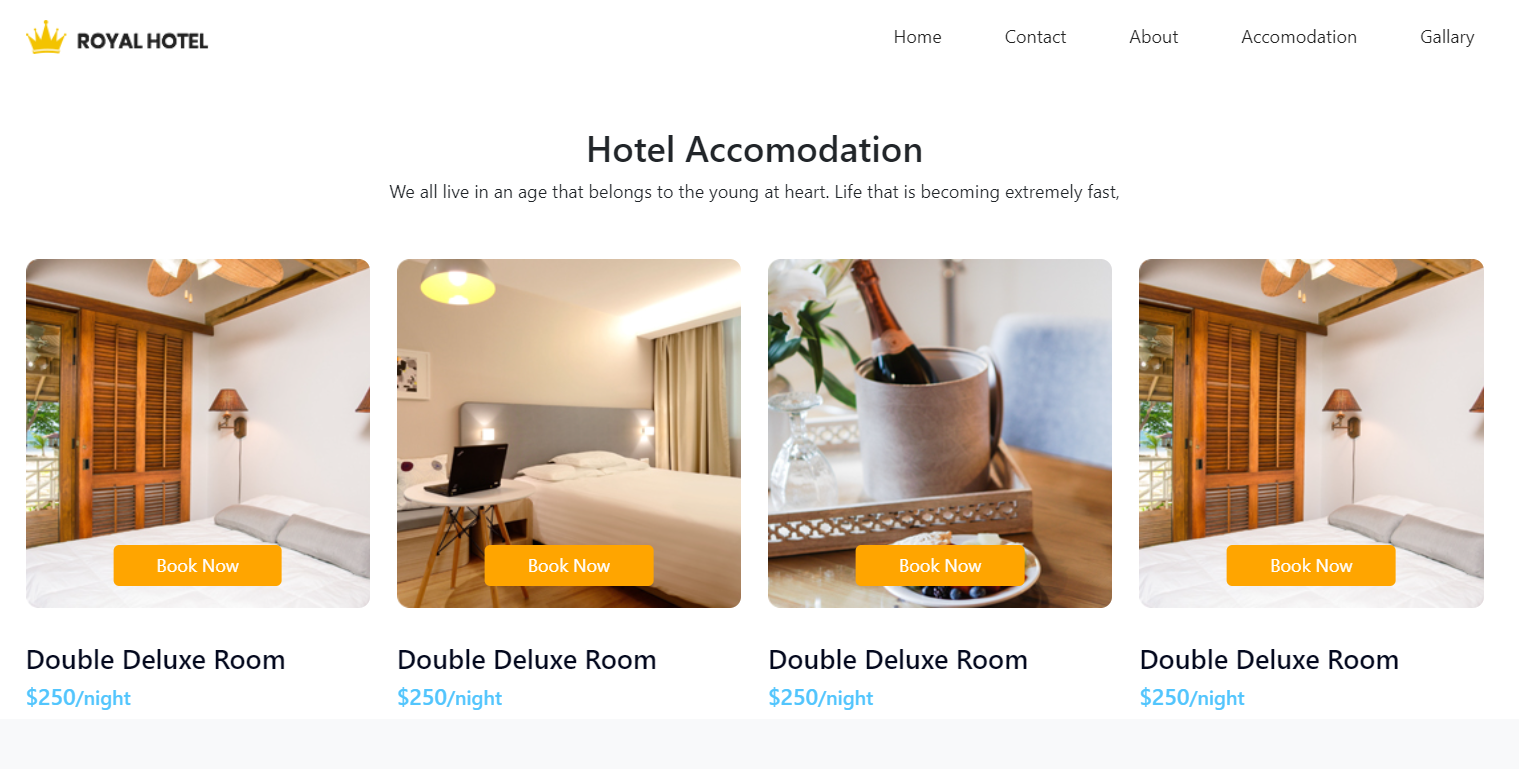 ROYAL HOTEL
Home Contact About Accomodation Gallary
Hotel Accomodation
We all live in an age that belongs to the young at heart. Life that is becoming extremely fast,
Book Now Book Now Book Now Book Now
Double Deluxe Room Double Deluxe Room Double Deluxe Room Double Deluxe Room
$250/night $250/night $250/night $250/night